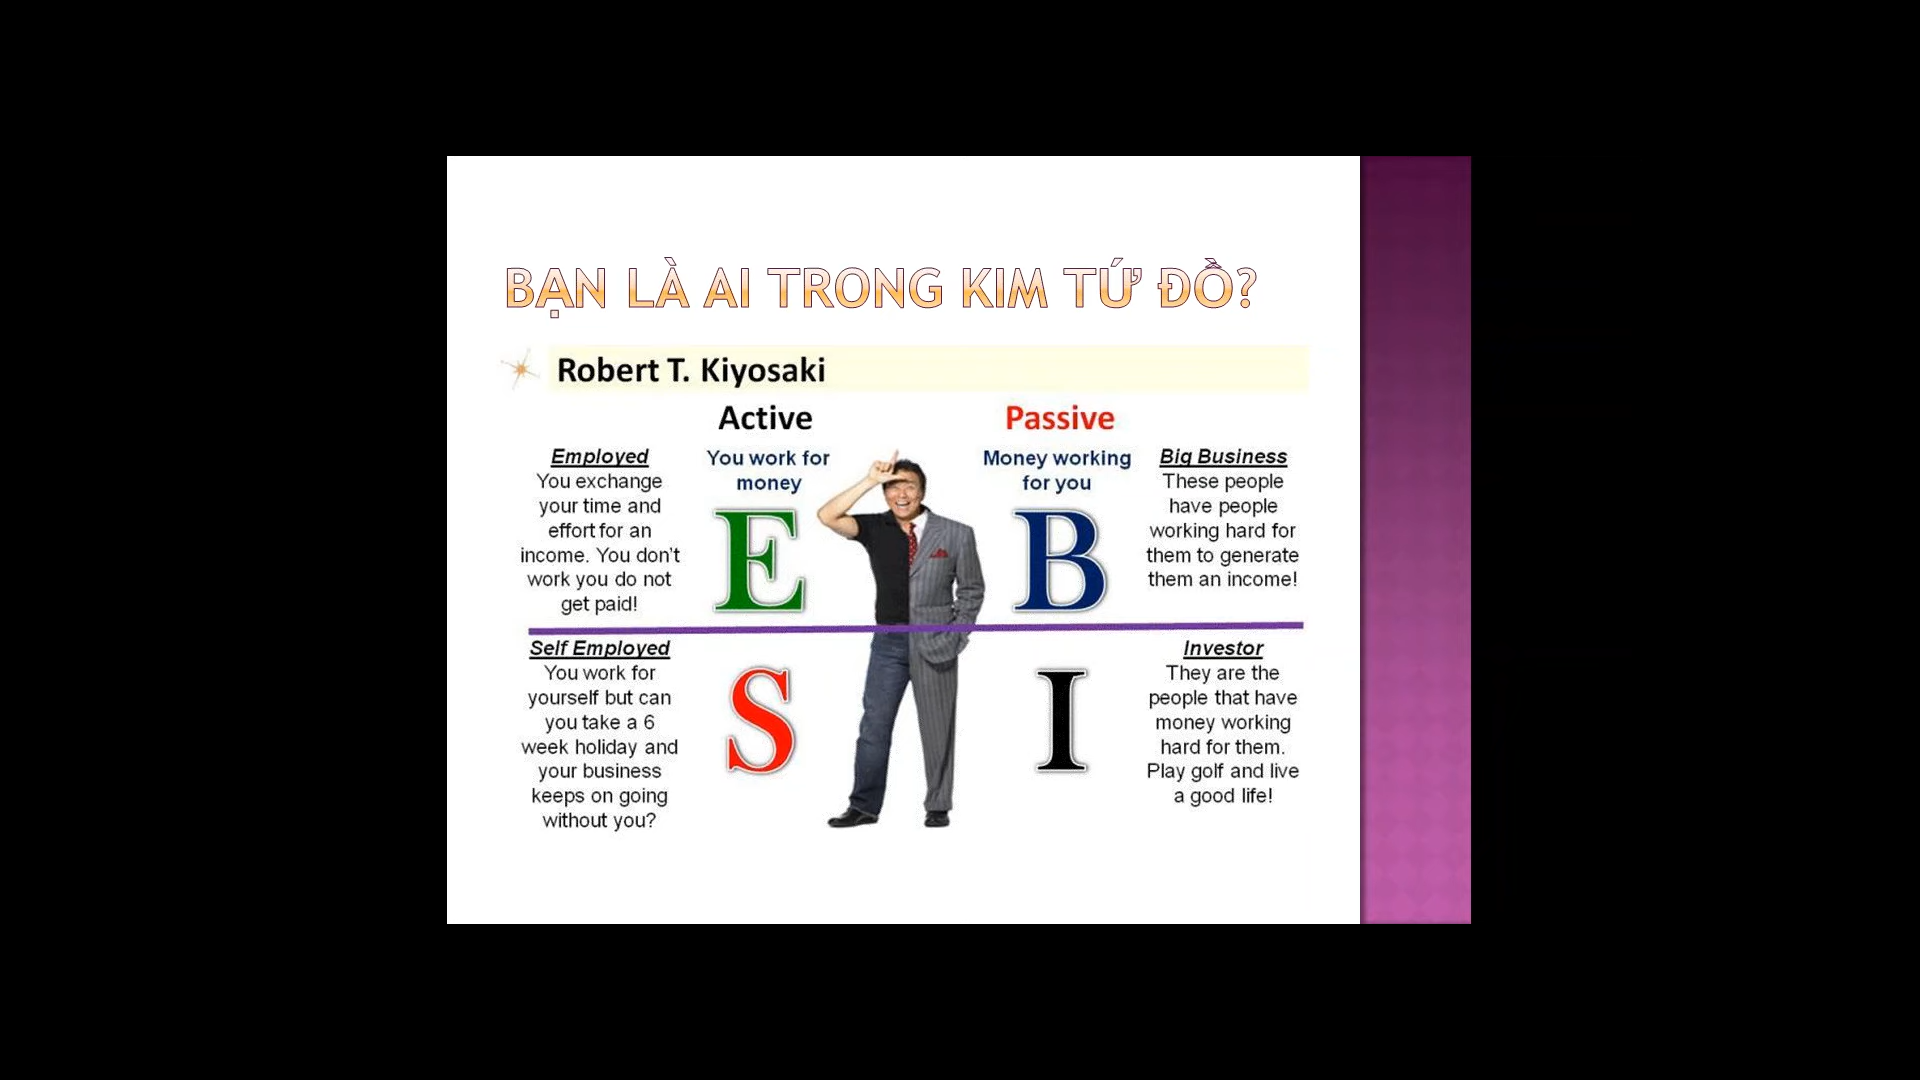 BẠN LÀ AI TRONG KIM TỨ ĐỒ?
Robert T. Kiyosaki
Active
Passive
Employed
You exchange
your time and
effort for an
income. You don't
work you do not
get paid!
You work for
money
E
Money working
for you
B
Big Business
These people
have people
working hard for
them to generate
them an income!
Self Employed
You work for
yourself but can
you take a 6
week holiday and
your business
keeps on going
without you?
S
I
Investor
They are the
people that have
money working
hard for them.
Play golf and live
a good life!